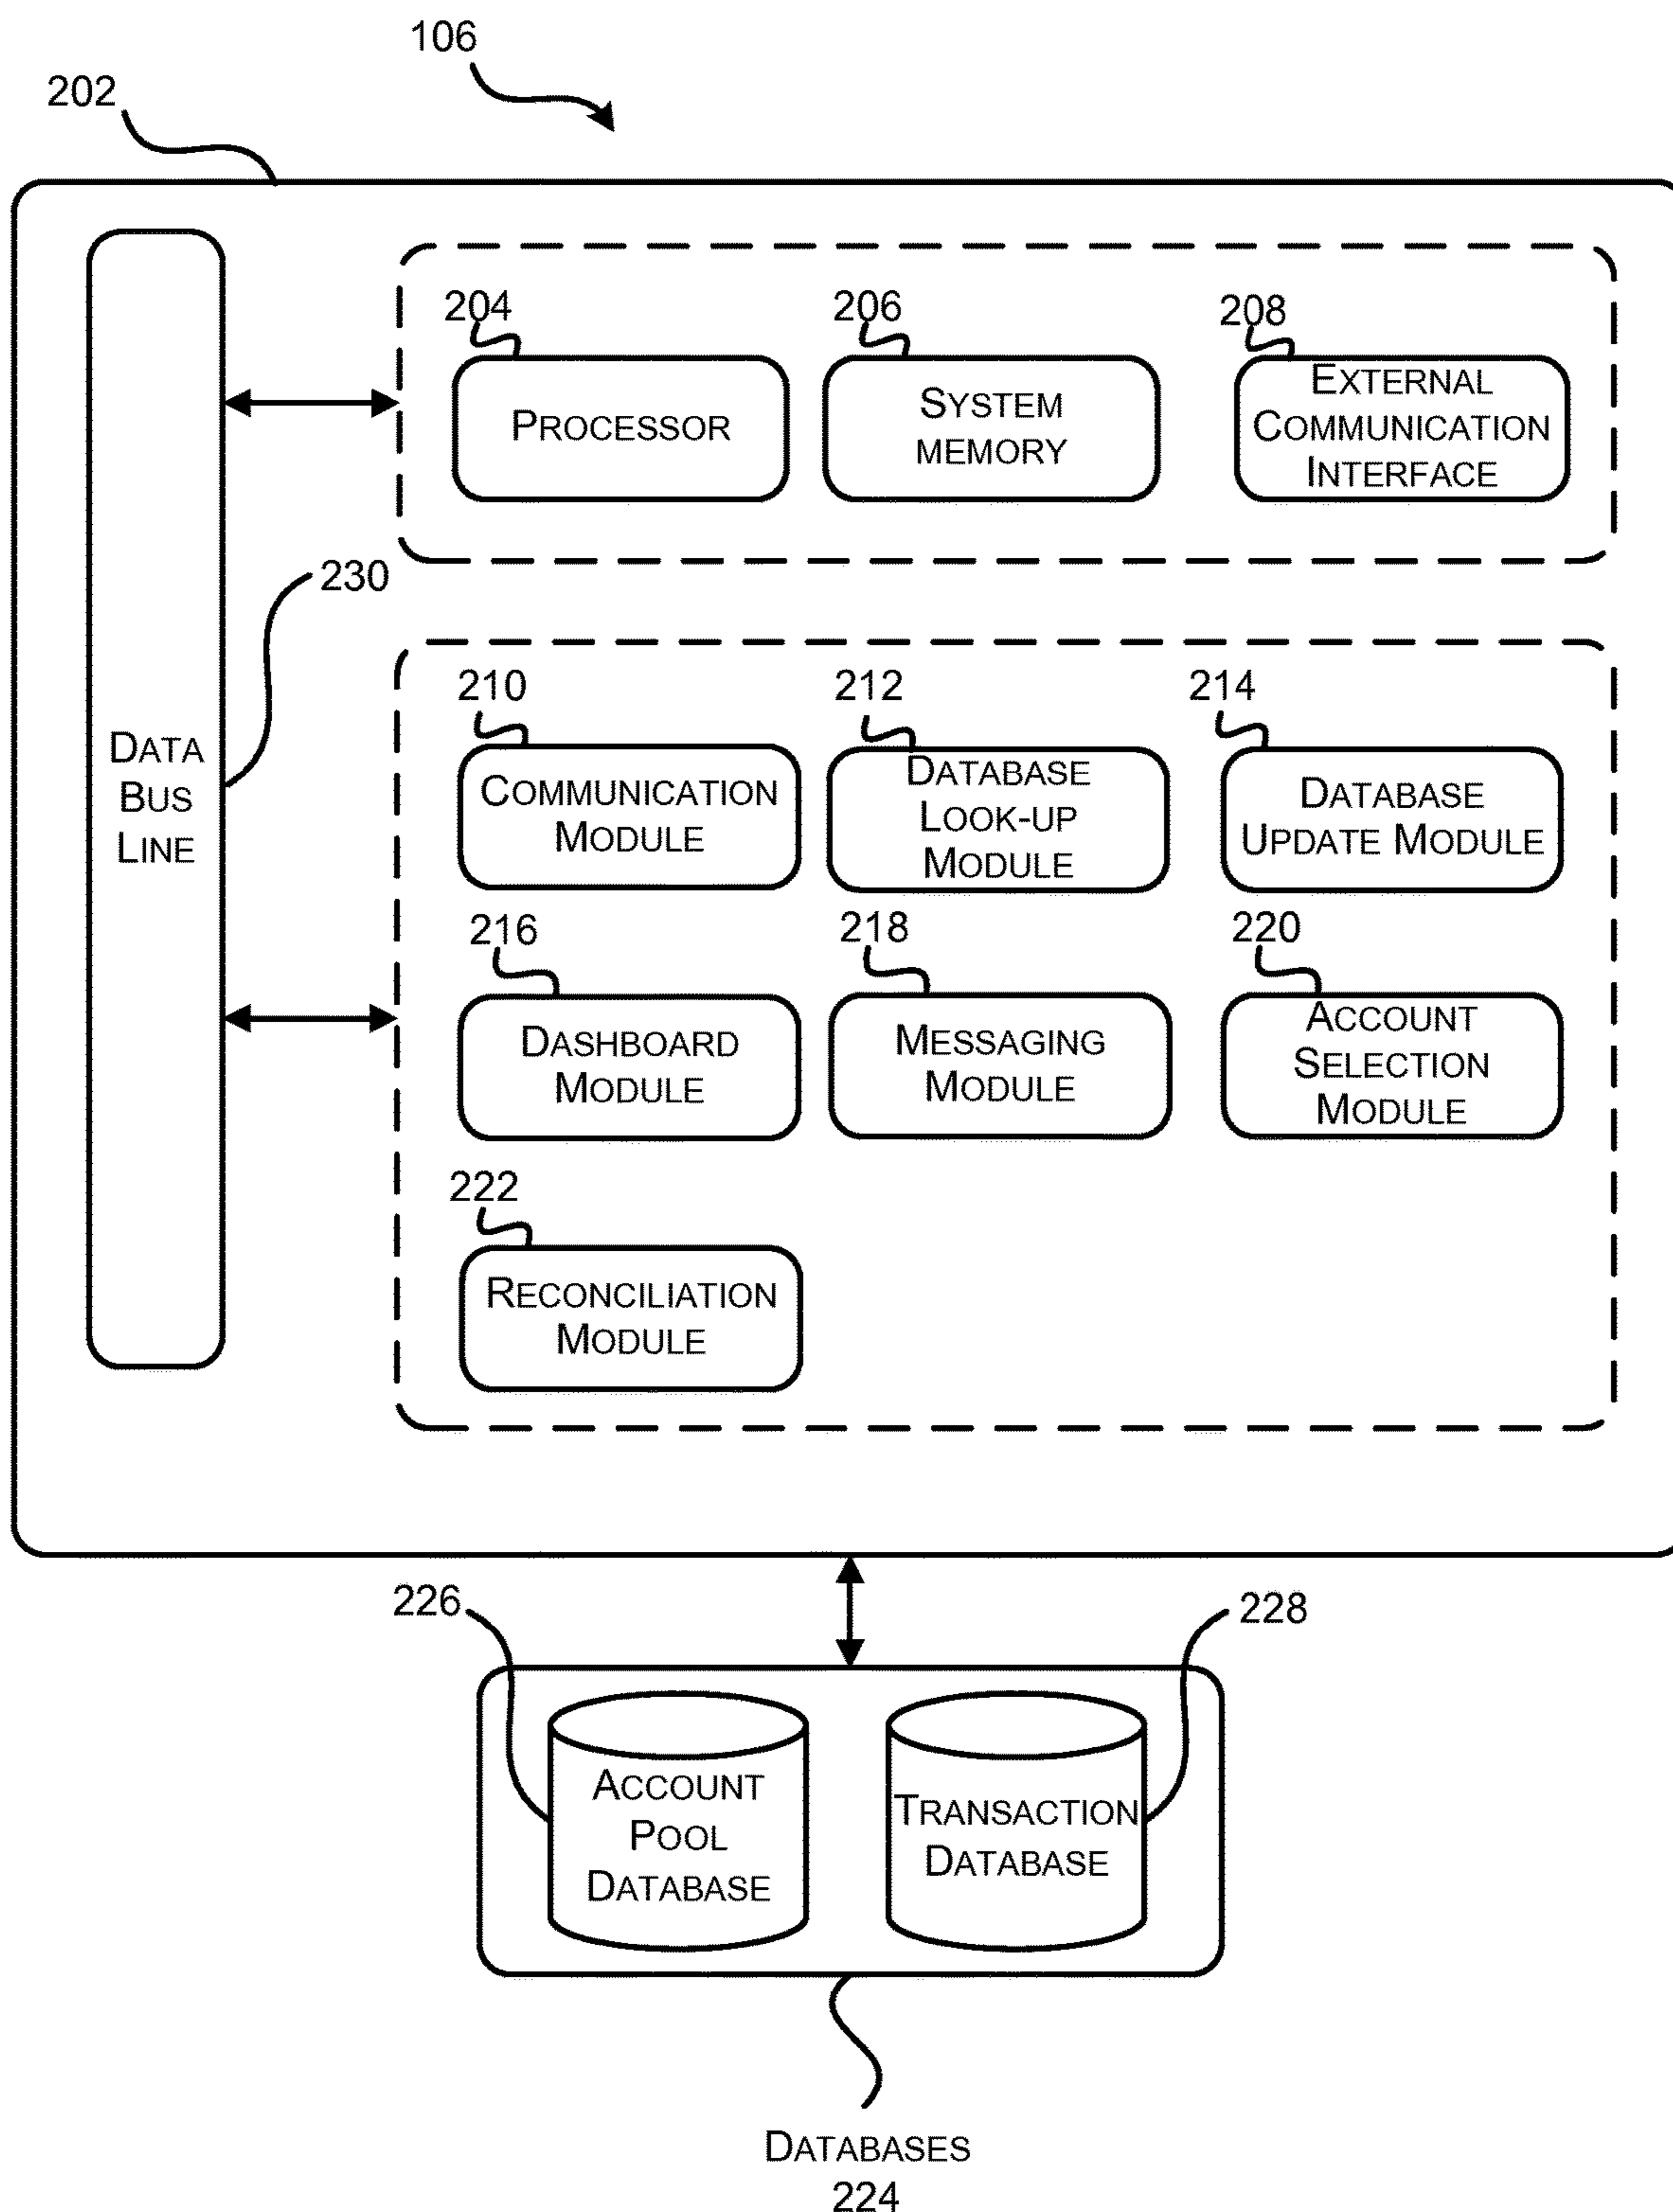 106
202
204
206
208
PROCESSOR
SYSTEM
MEMORY
EXTERNAL
COMMUNICATION
INTERFACE
230
DATA
BUS
LINE
210
212
214
COMMUNICATION
MODULE
DATABASE
LOOK-UP
MODULE
DATABASE
UPDATE MODULE
216
218
220
DASHBOARD
MODULE
MESSAGING
MODULE
ACCOUNT
SELECTION
MODULE
222
RECONCILIATION
MODULE
226
228
ACCOUNT
POOL
DATABASE
TRANSACTION
DATABASE
DATABASES
224